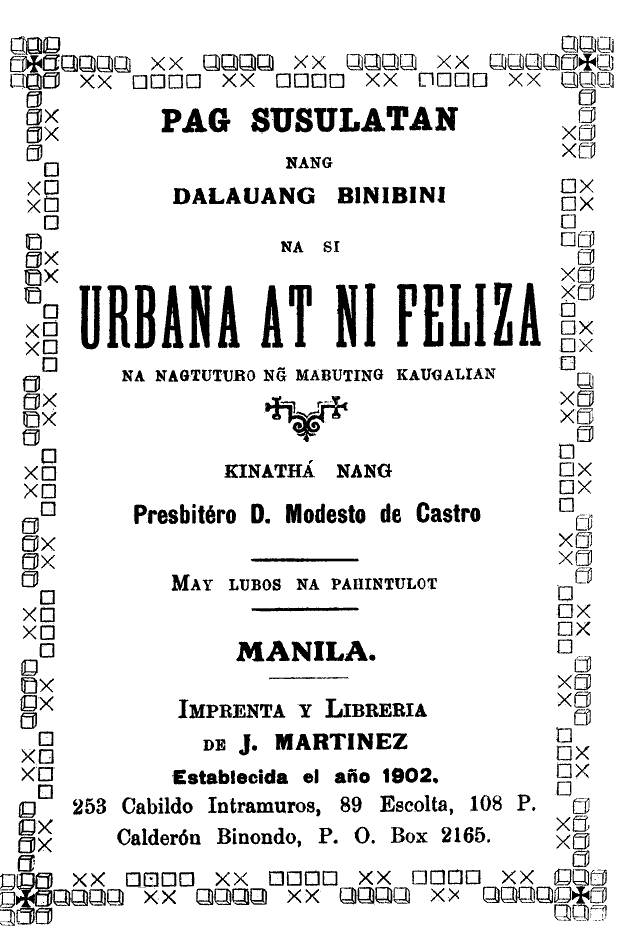 PAG SUSULATAN
NANG
DALAUANG BINIBINI
NA SI
URBANA AT NI FELIZA
NA NAGTUTURO NG̃ MABUTING KAUGALIAN
KINATHÁ NANG
Presbitéro D. Modesto de Castro
MAY LUBOS NA PAHINTULOT
MANILA.
IMPRENTA Y LIBRERIA
DE J. MARTINEZ
Establecida el año 1902.
253 Cabildo Intramuros, 89 Escolta, 108 P.
Calderón Binondo, P. O. Box 2165.